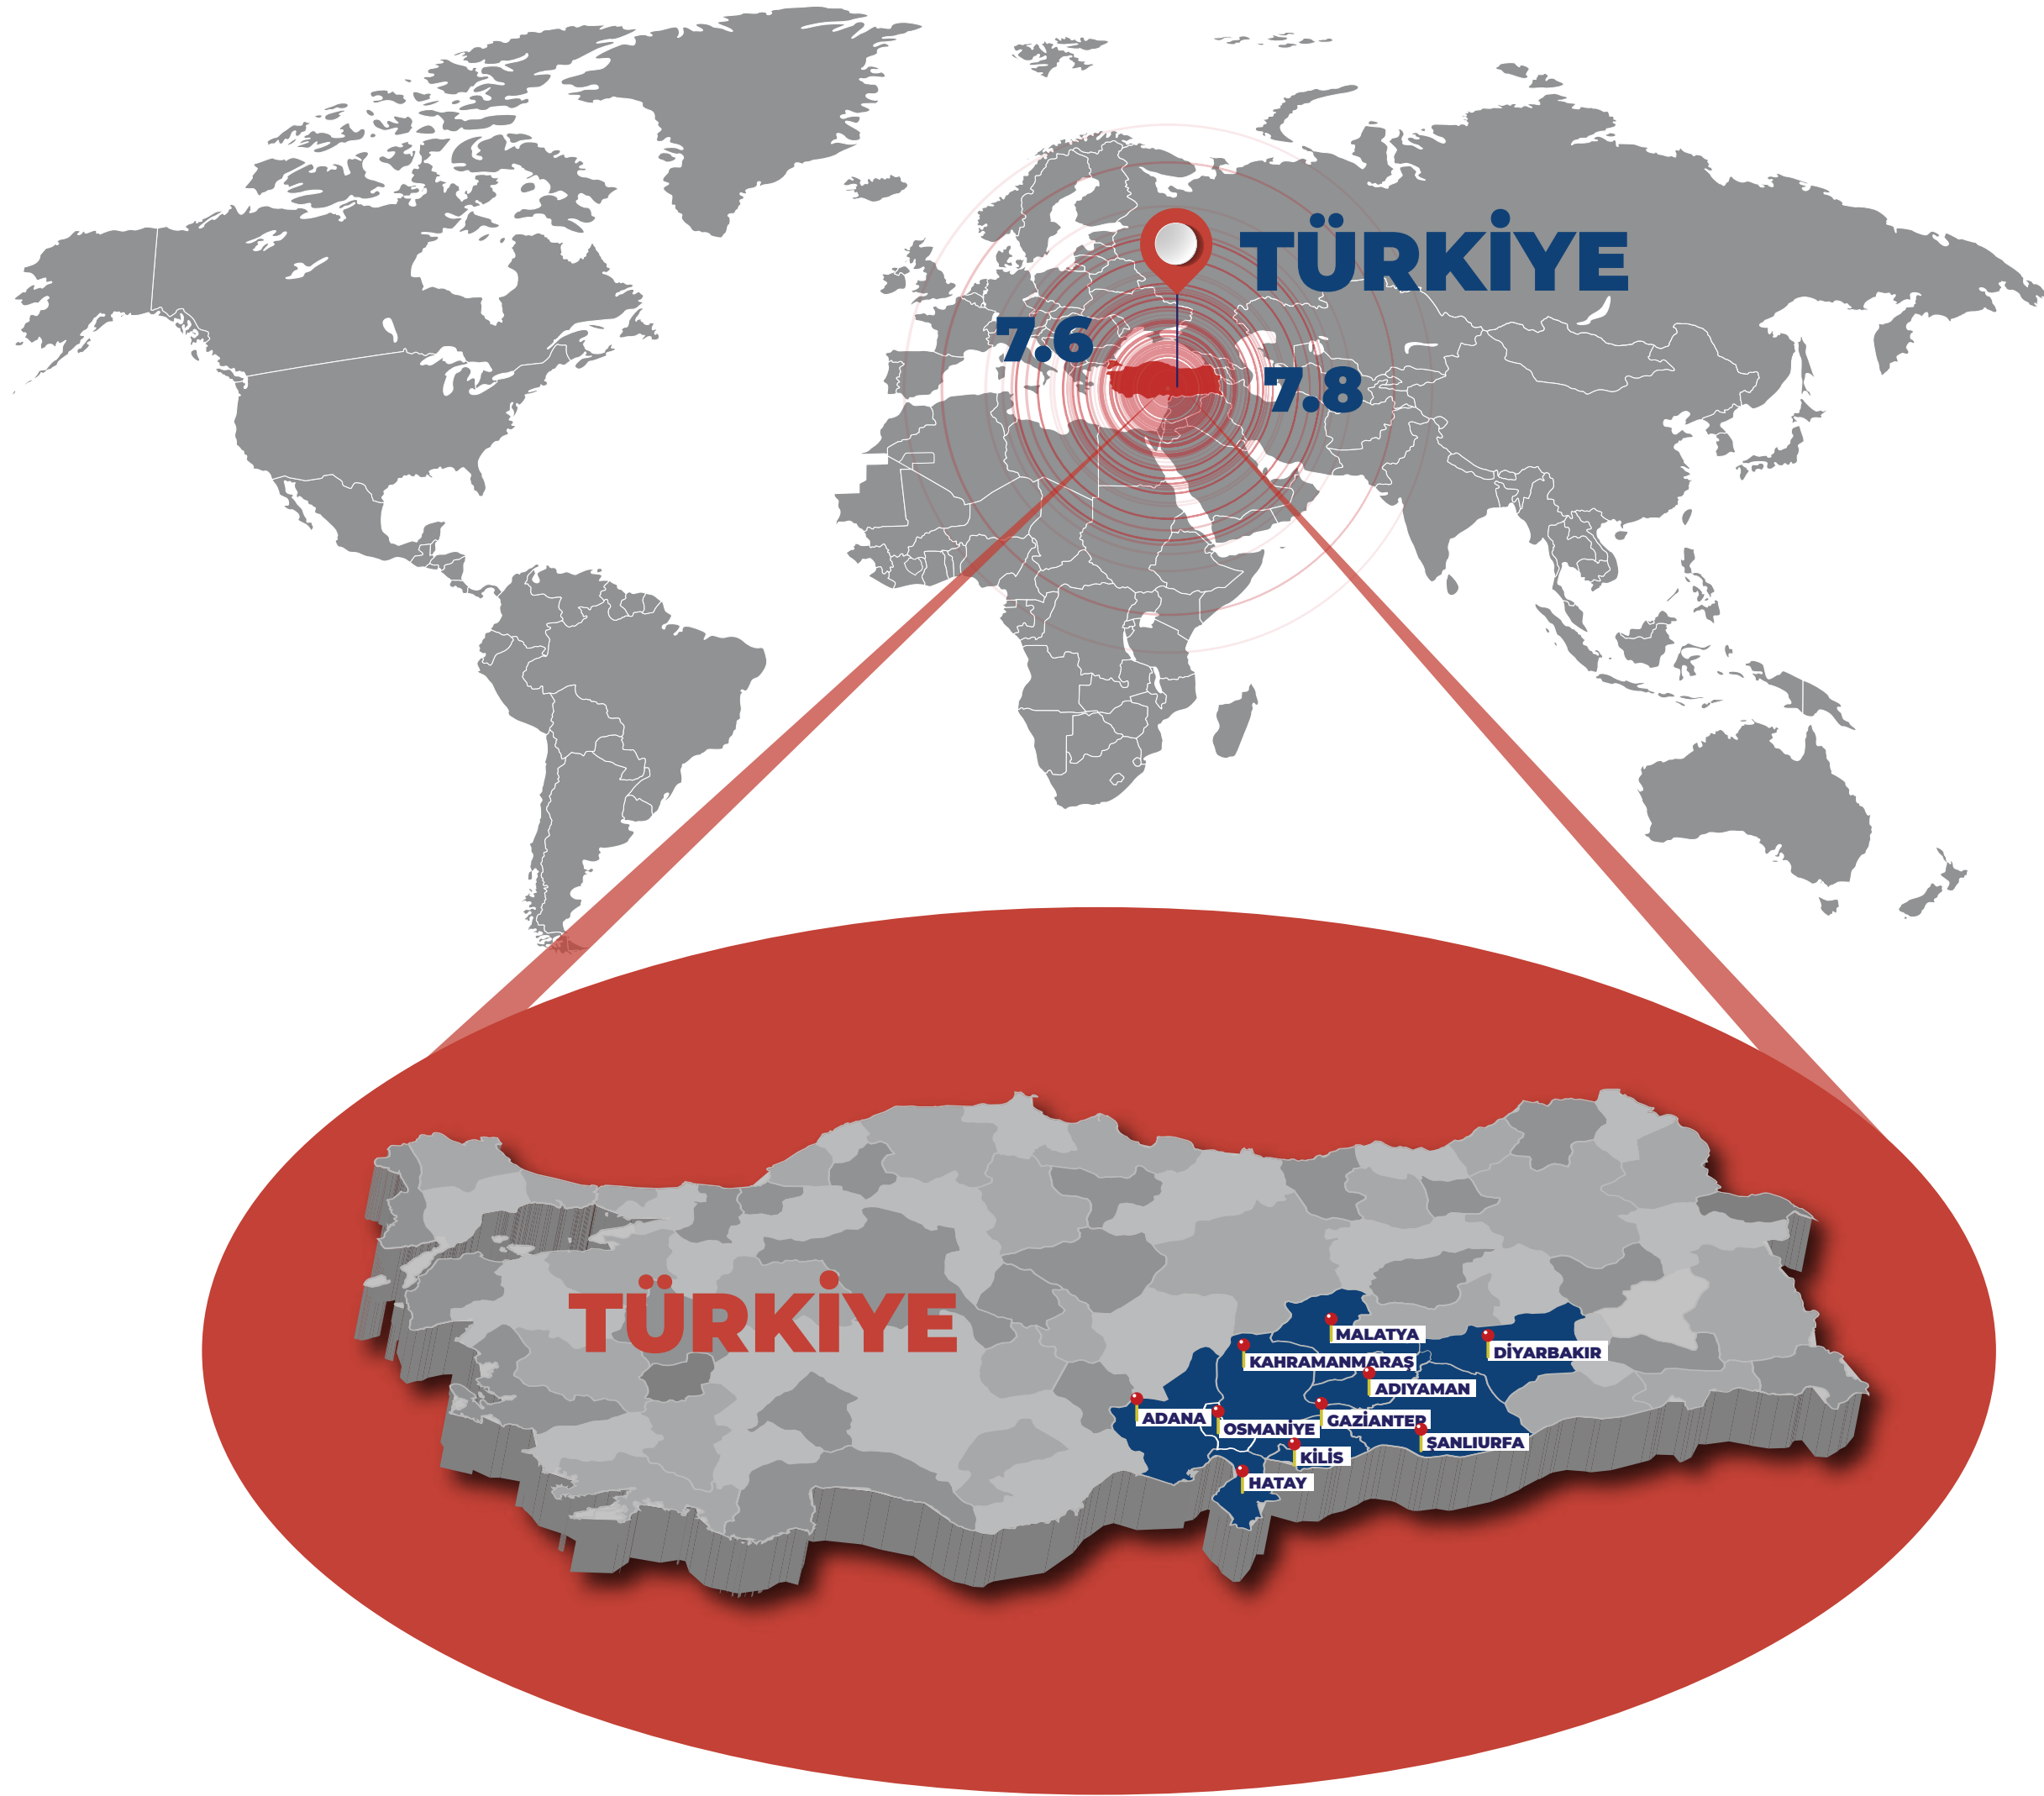 TÜRKİYE
7.6
7.8
TÜRKİYE
MALATYA
DİYARBAKIR
KAHRAMANMARAŞ
ADIYAMAN
ADANA
GAZİANTEP
OSMANİYE
ŞANLIURFA
KİLİS
HATAY